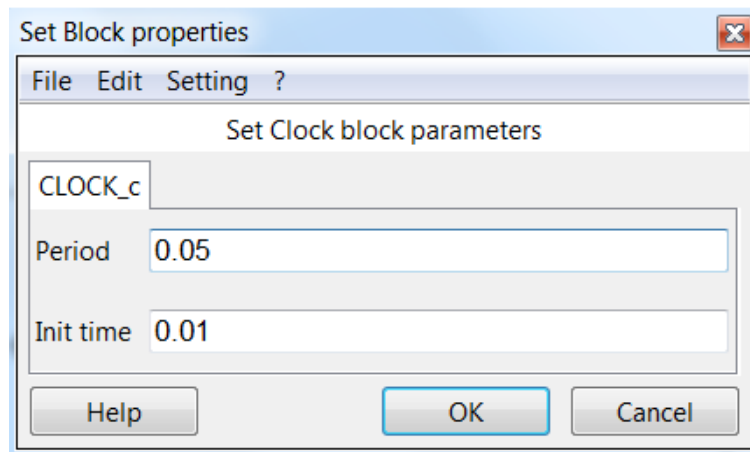 Set Block properties
File Edit Setting ?
Set Clock block parameters
CLOCK_c
Period 0.05
Init time 0.01
Help OK Cancel